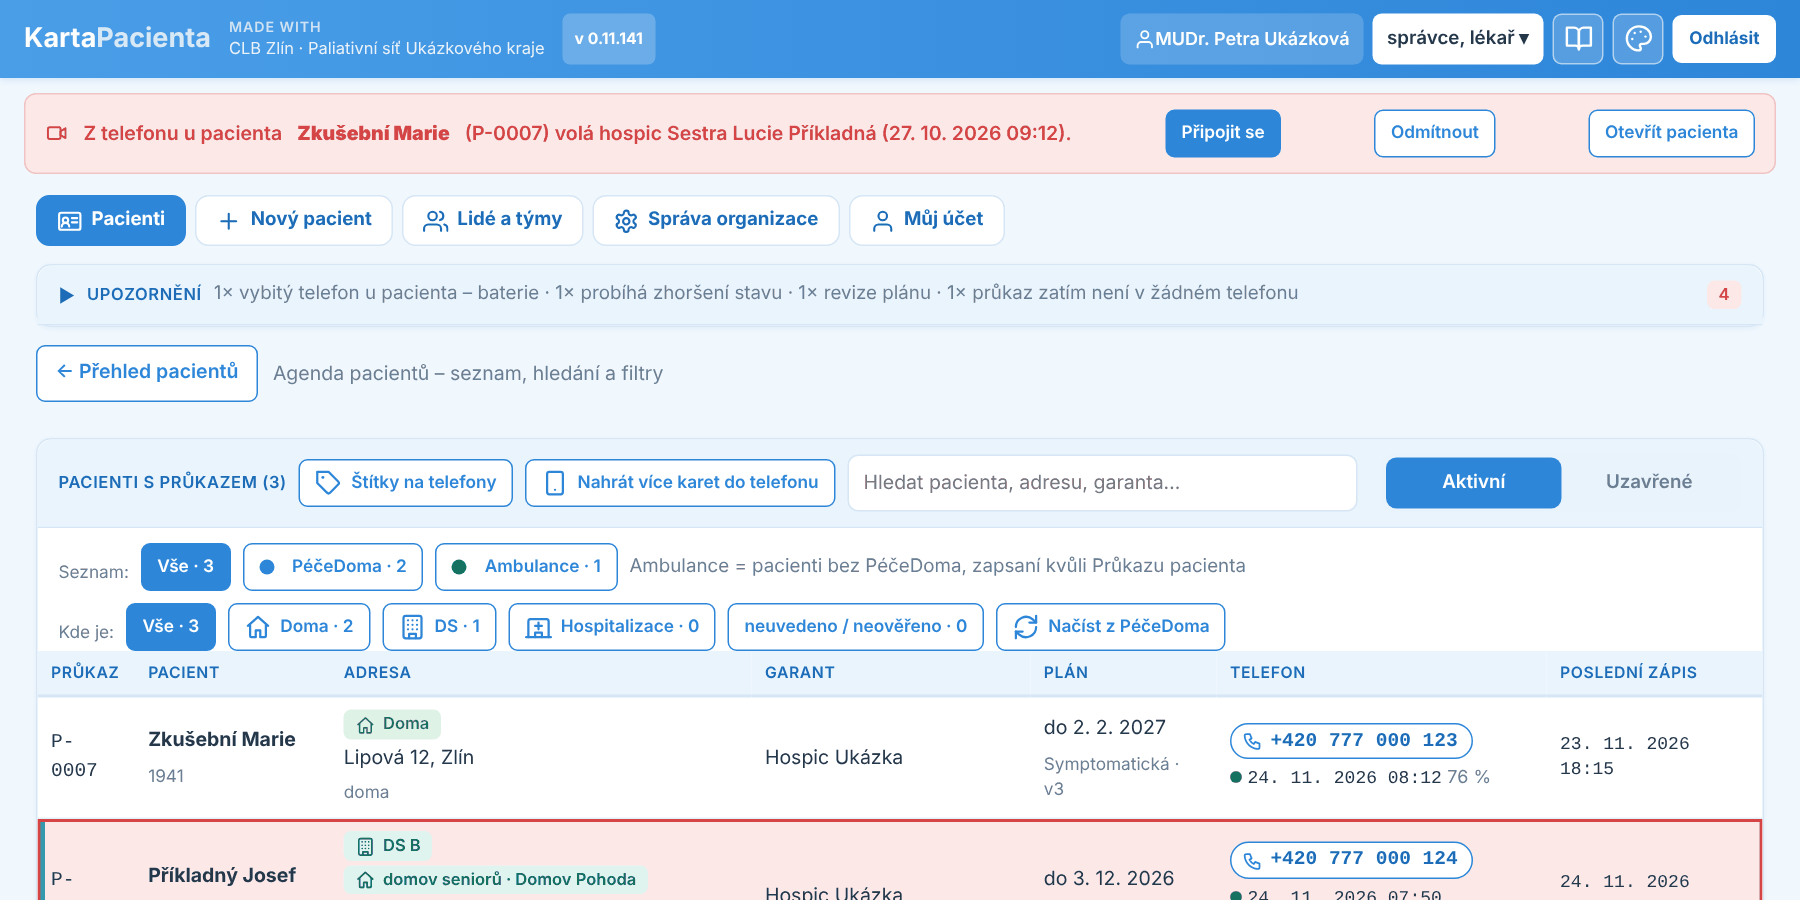 KartaPacienta
MADE WITH
CLB Zlín · Paliativní síť Ukázkového kraje
v 0.11.141
MUDr. Petra Ukázková
správce, lékař ▾
Odhlásit
Z telefonu u pacienta Zkušební Marie (P-0007) volá hospic Sestra Lucie Příkladná (27. 10. 2026 09:12).
Připojit se
Odmítnout
Otevřít pacienta
Pacienti
Nový pacient
Lidé a týmy
Správa organizace
Můj účet
▶ UPOZORNĚNÍ 1× vybitý telefon u pacienta – baterie · 1× probíhá zhoršení stavu · 1× revize plánu · 1× průkaz zatím není v žádném telefonu
4
← Přehled pacientů
Agenda pacientů – seznam, hledání a filtry
PACIENTI S PRŮKAZEM (3)
Štítky na telefony
Nahrát více karet do telefonu
Hledat pacienta, adresu, garanta...
Aktivní
Uzavřené
Seznam: Vše · 3 PéčeDoma · 2 Ambulance · 1 Ambulance = pacienti bez PéčeDoma, zapsaní kvůli Průkazu pacienta
Kde je: Vše · 3 Doma · 2 DS · 1 Hospitalizace · 0 neuvedeno / neověřeno · 0 Načíst z PéčeDoma
PRŮKAZ PACIENT ADRESA GARANT PLÁN TELEFON POSLEDNÍ ZÁPIS
P-
0007
Zkušební Marie
1941
Doma
Lipová 12, Zlín
doma
Hospic Ukázka
do 2. 2. 2027
Symptomatická ·
v3
+420 777 000 123
24. 11. 2026 08:12 76 %
23. 11. 2026
18:15
P-
Příkladný Josef
DS B
domov seniorů · Domov Pohoda
Hospic Ukázka
do 3. 12. 2026
+420 777 000 124
24. 11. 2026 07:50
24. 11. 2026